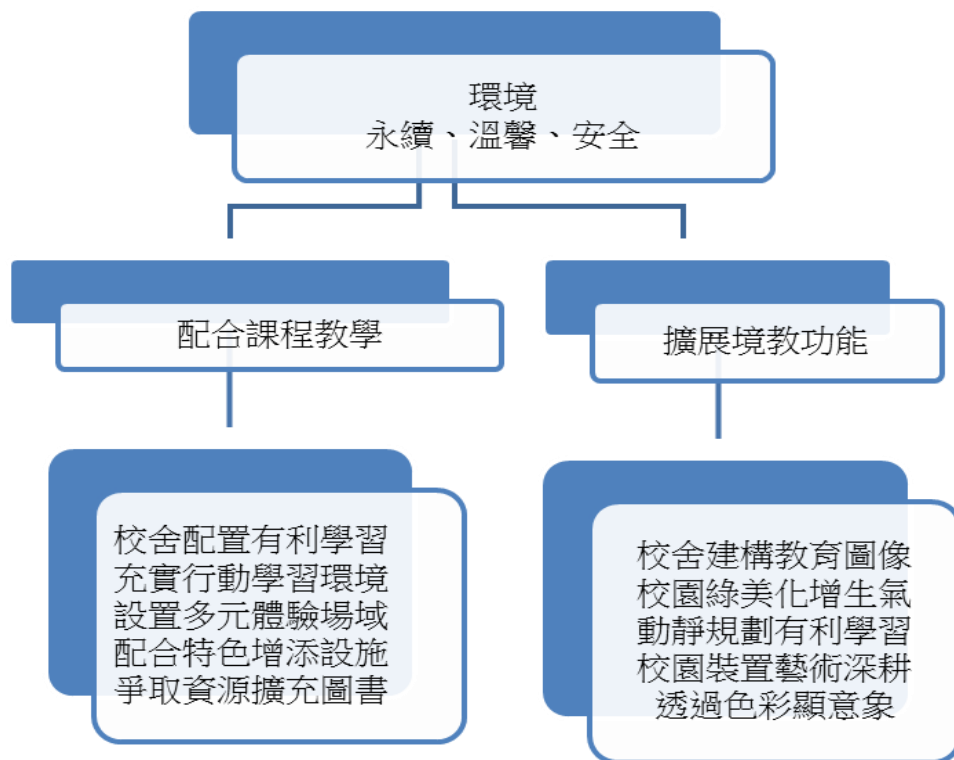 環境
永續、溫馨、安全
配合課程教學
擴展境教功能
校舍配置有利學習
充實行動學習環境
設置多元體驗場域
配合特色增添設施
爭取資源擴充圖書
校舍建構教育圖像
校園綠美化增生氣
動靜規劃有利學習
校園裝置藝術深耕
透過色彩顯意象